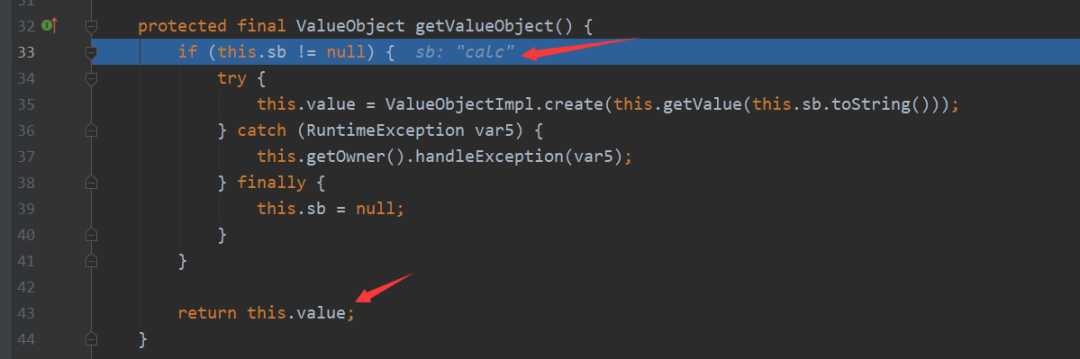 31
32 protected final ValueObject getValueObject() {
33 if (this.sb != null) { sb: "calc"
34 try {
35 this.value = ValueObjectImpl.create(this.getValue(this.sb.toString()));
36 } catch (RuntimeException var5) {
37 this.getOwner().handleException(var5);
38 } finally {
39 this.sb = null;
40 }
41 }
42
43 return this.value;
44 }